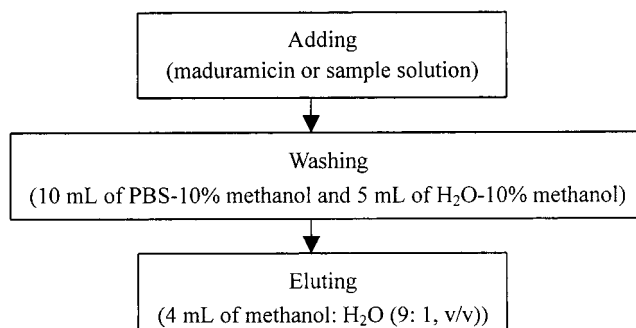 Adding
(maduramicin or sample solution)
Washing
(10 mL of PBS-10% methanol and 5 mL of H₂O-10% methanol)
Eluting
(4 mL of methanol: H₂O (9: 1, v/v))